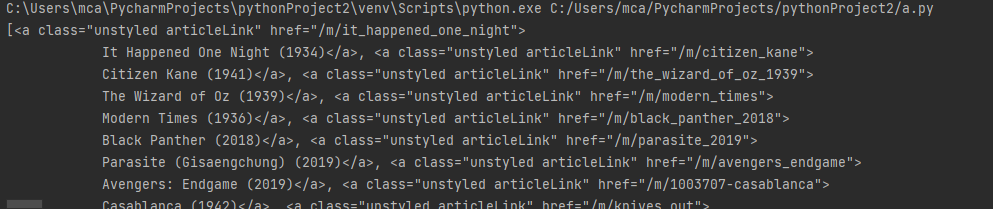 C:\Users\mca\PycharmProjects\pythonProject2\venv\Scripts\python.exe C:/Users/mca/PycharmProjects/pythonProject2/a.py
[<a class="unstyled articleLink" href="/m/it_happened_one_night">
It Happened One Night (1934)</a>, <a class="unstyled articleLink" href="/m/citizen_kane">
Citizen Kane (1941)</a>, <a class="unstyled articleLink" href="/m/the_wizard_of_oz_1939">
The Wizard of Oz (1939)</a>, <a class="unstyled articleLink" href="/m/modern_times">
Modern Times (1936)</a>, <a class="unstyled articleLink" href="/m/black_panther_2018">
Black Panther (2018)</a>, <a class="unstyled articleLink" href="/m/parasite_2019">
Parasite (Gisaengchung) (2019)</a>, <a class="unstyled articleLink" href="/m/avengers_endgame">
Avengers: Endgame (2019)</a>, <a class="unstyled articleLink" href="/m/1003707-casablanca">
Casablanca (1942)</a>, <a class="unstyled articleLink" href="/m/knives_out">